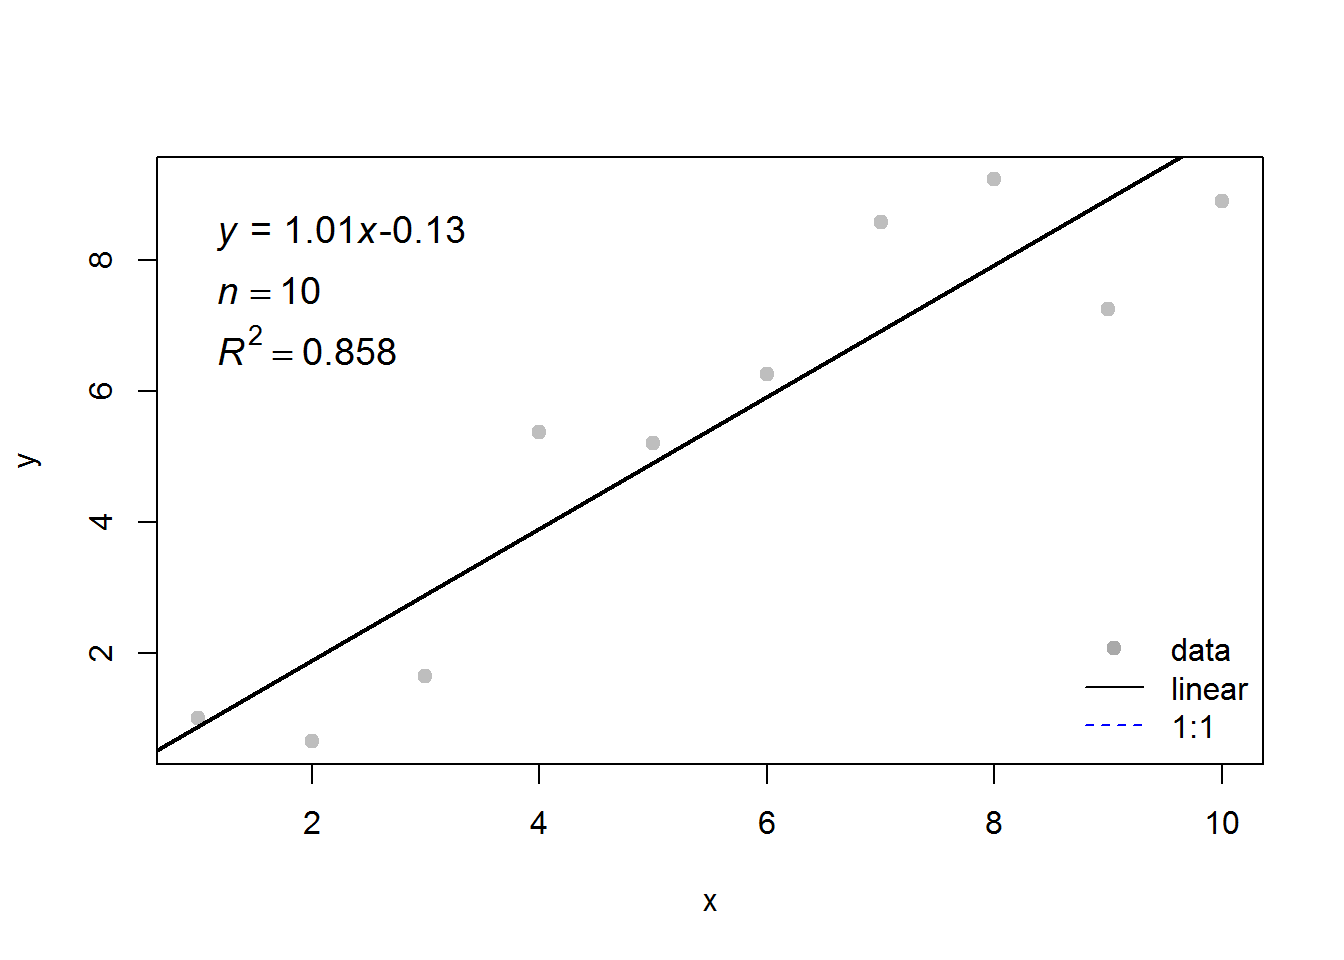 y = 1.01x-0.13
n = 10
R² = 0.858
8
6
4
2
y
data
linear
1:1
2 4 6 8 10
x